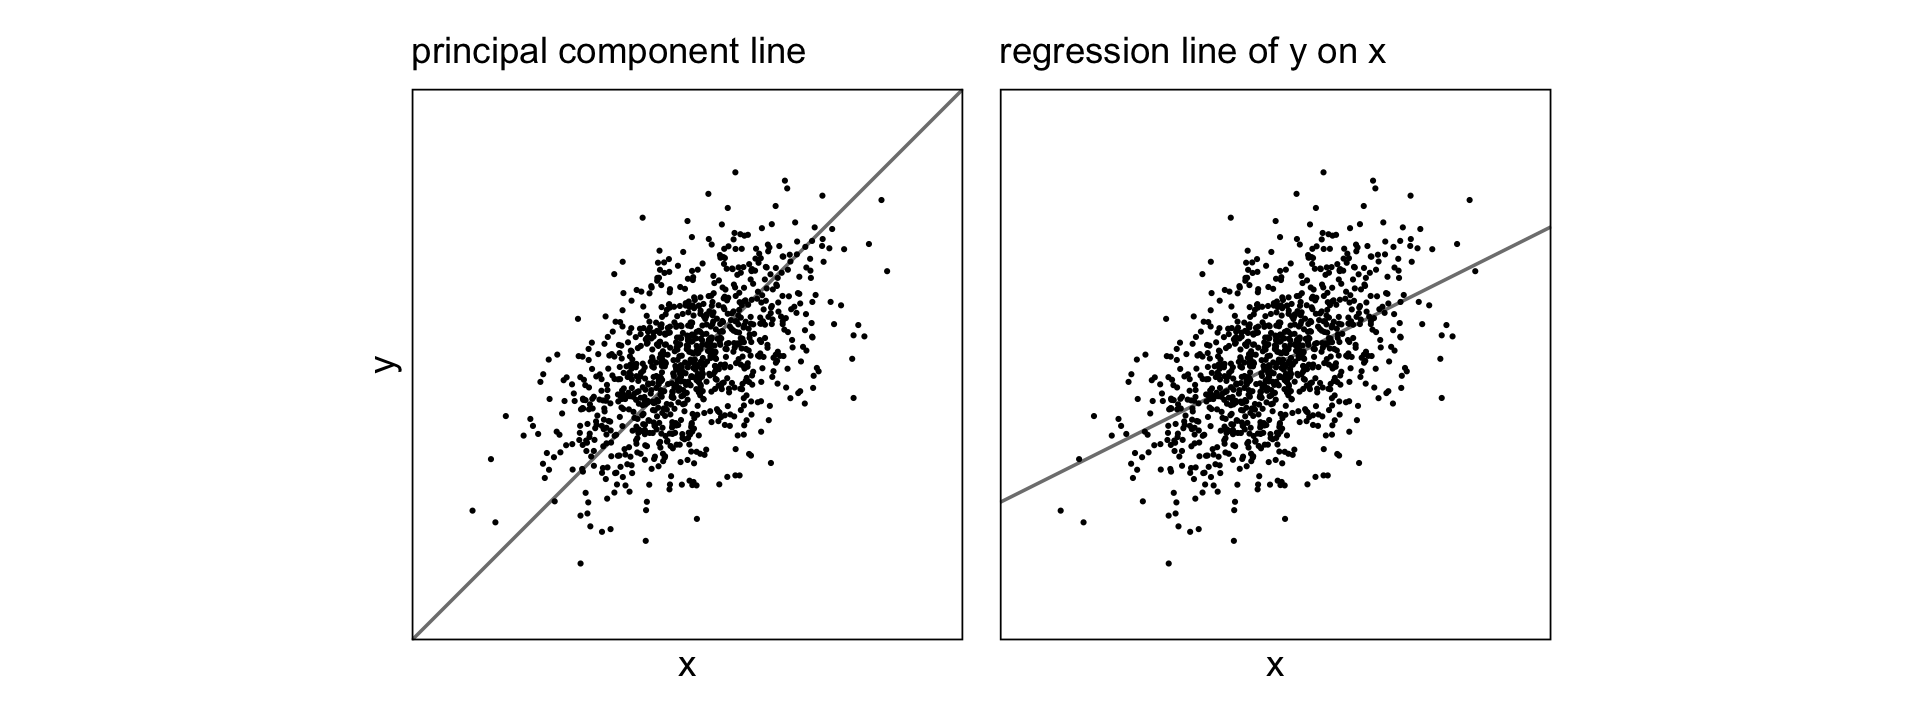 principal component line
regression line of y on x
y
x
x